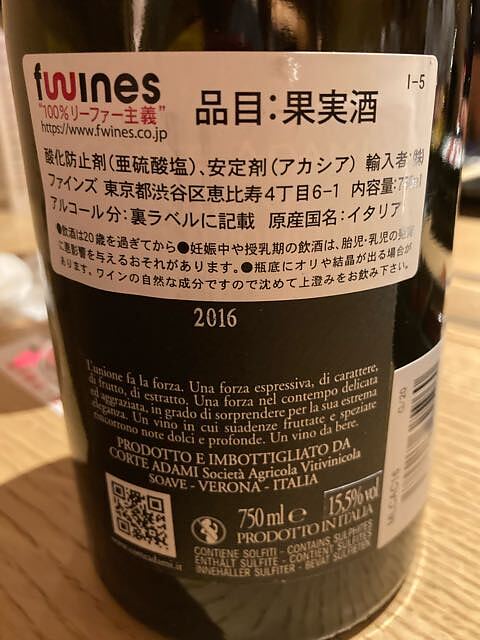 fwines
I-5
"100%リーファー主義"
https://www.fwines.co.jp
品目:果実酒
酸化防止剤(亜硫酸塩)、安定剤(アカシア) 輸入者:㈱
ファインズ 東京都渋谷区恵比寿4丁目6-1 内容量:750ml
アルコール分:裏ラベルに記載 原産国名:イタリア
●飲酒は20歳を過ぎてから●妊娠中や授乳期の飲酒は、胎児・乳児の発育
に悪影響を与えるおそれがあります。●瓶底にオリや結晶が出る場合が
あります。ワインの自然な成分ですので沈めて上澄みをお飲み下さい。
2016
L'unione fa la forza. Una forza espressiva, di carattere,
di frutto, di estratto. Una forza nel contempo delicata
ed aggraziata, in grado di sorprendere per la sua estrema
eleganza. Un vino in cui suadenze fruttate e speziate
rincorrono note dolci e profonde. Un vino da bere.
PRODOTTO E IMBOTTIGLIATO DA
CORTE ADAMI Società Agricola Vitivinicola
SOAVE - VERONA - ITALIA
750 ml e
15,5% vol
PRODOTTO IN ITALIA
www.corteadami.it
CONTIENE SOLFITI - CONTAINS SULPHITES
ENTHÄLT SULFITE - CONTIENT SULFITES
INNEHÅLLER SULFITER - BEVAT SULFIETEN
G/20